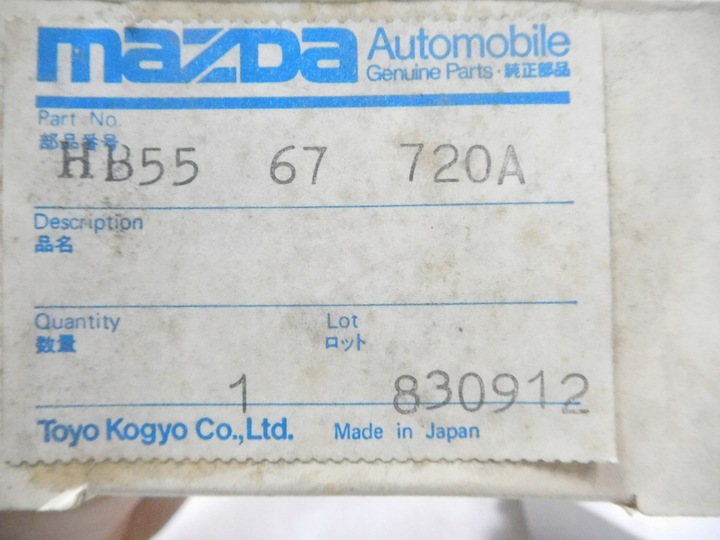 mazDa Automobile
Genuine Parts・純正部品
Part No.
部品番号
HB55 67 720A
Description
品名
Quantity Lot
数量 ロット
1 830912
Toyo Kogyo Co.,Ltd. Made in Japan